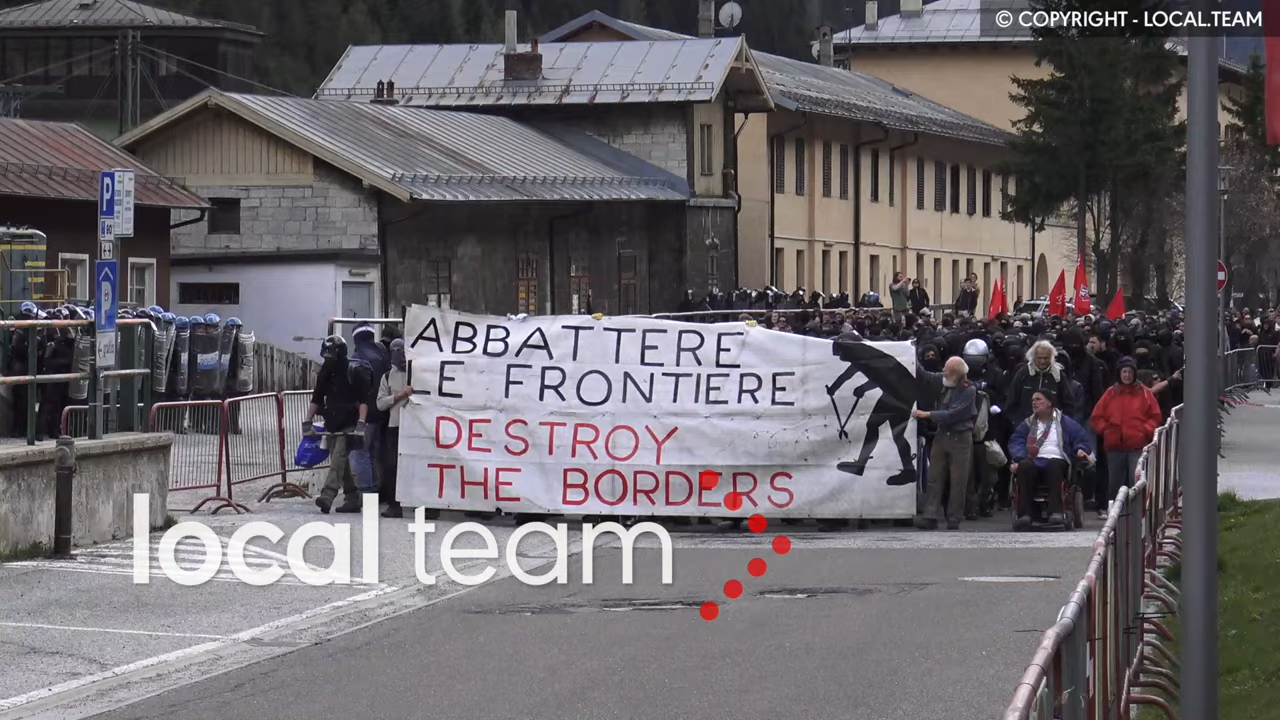 © COPYRIGHT - LOCAL.TEAM
P
ABBATTERE
LE FRONTIERE
DESTROY
THE BORDERS
local team